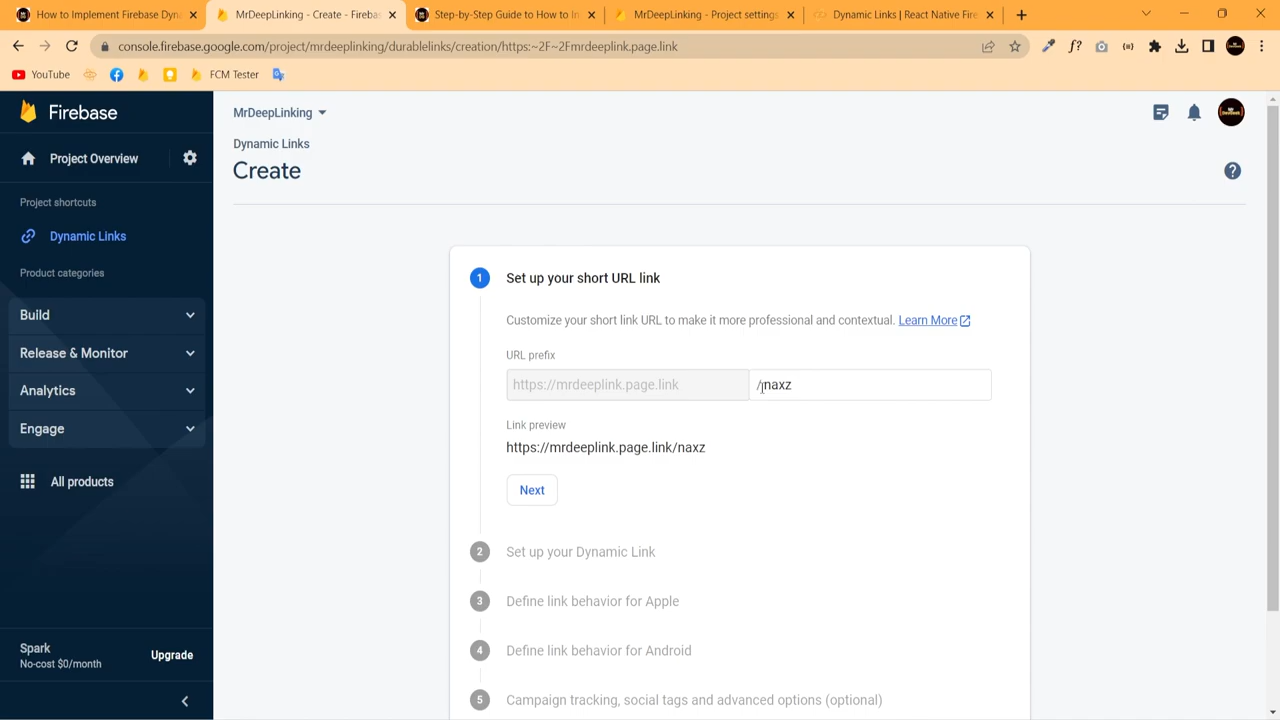 How to Implement Firebase Dyn
MrDeepLinking - Create - Fireba
Step-by-Step Guide to How to In
MrDeepLinking - Project settings
Dynamic Links | React Native Fire
console.firebase.google.com/project/mrdeeplinking/durablelinks/creation/https:~2F~2Fmrdeeplink.page.link
YouTube
FCM Tester
Firebase
MrDeepLinking
Project Overview
Dynamic Links
Create
Project shortcuts
Dynamic Links
Product categories
Build
Release & Monitor
Analytics
Engage
All products
Spark
No-cost $0/month
Upgrade
1 Set up your short URL link
Customize your short link URL to make it more professional and contextual. Learn More
URL prefix
https://mrdeeplink.page.link /naxz
Link preview
https://mrdeeplink.page.link/naxz
Next
2 Set up your Dynamic Link
3 Define link behavior for Apple
4 Define link behavior for Android
5 Campaign tracking, social tags and advanced options (optional)